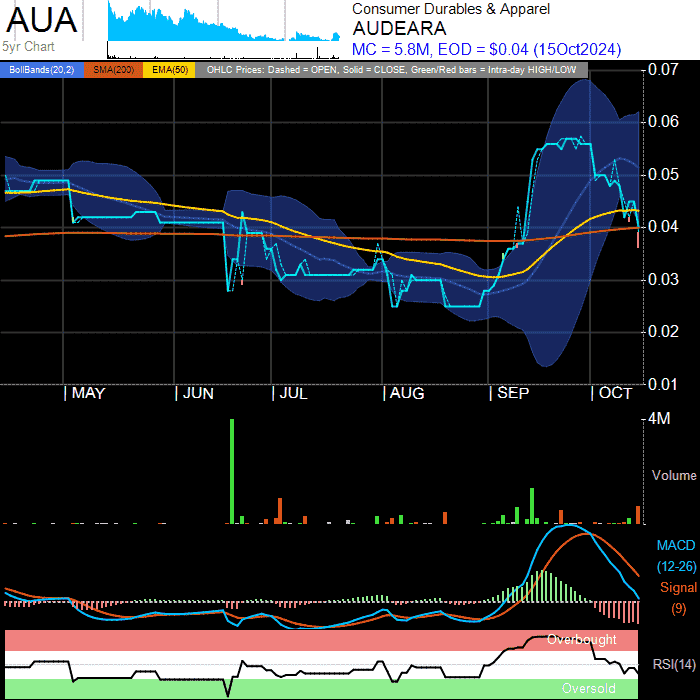 AUA
5yr Chart
Consumer Durables & Apparel
AUDEARA
MC = 5.8M, EOD = $0.04 (15Oct2024)
BollBands(20,2) SMA(200) EMA(50) OHLC Prices: Dashed = OPEN, Solid = CLOSE, Green/Red bars = Intra-day HIGH/LOW
0.07
0.06
0.05
0.04
0.03
0.02
0.01
MAY JUN JUL AUG SEP OCT
4M
Volume
MACD
(12-26)
Signal
(9)
Overbought
RSI(14)
Oversold